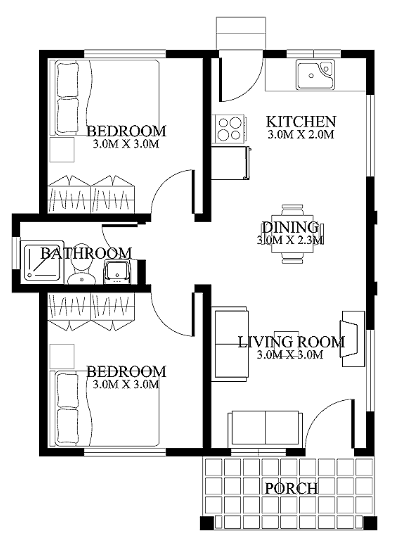 BEDROOM
3.0M X 3.0M
KITCHEN
3.0M X 2.0M
DINING
3.0M X 2.3M
BATHROOM
LIVING ROOM
3.0M X 3.0M
BEDROOM
3.0M X 3.0M
PORCH